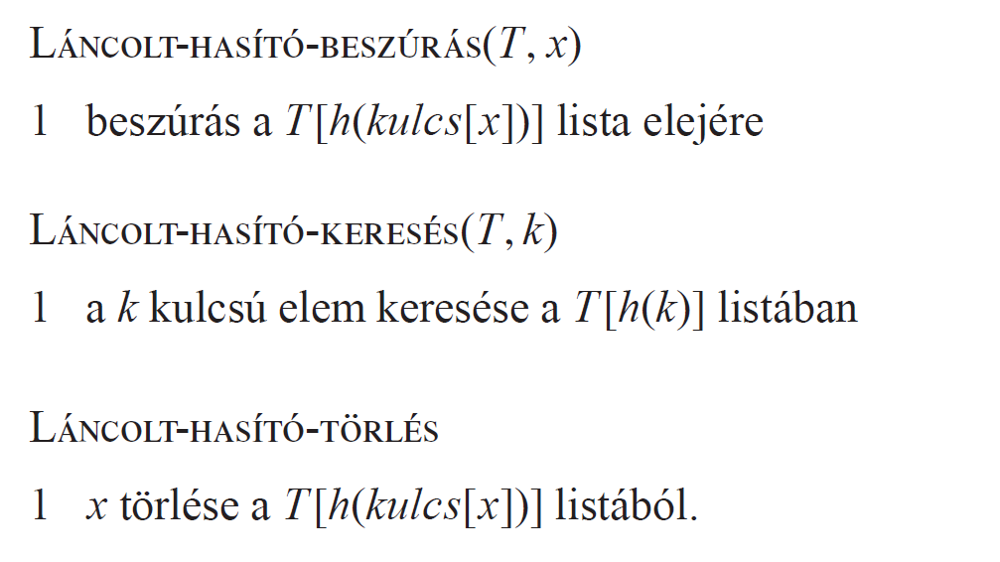 LÁNCOLT-HASÍTÓ-BESZÚRÁS(T, x)
1 beszúrás a T[h(kulcs[x])] lista elejére
LÁNCOLT-HASÍTÓ-KERESÉS(T, k)
1 a k kulcsú elem keresése a T[h(k)] listában
LÁNCOLT-HASÍTÓ-TÖRLÉS
1 x törlése a T[h(kulcs[x])] listából.